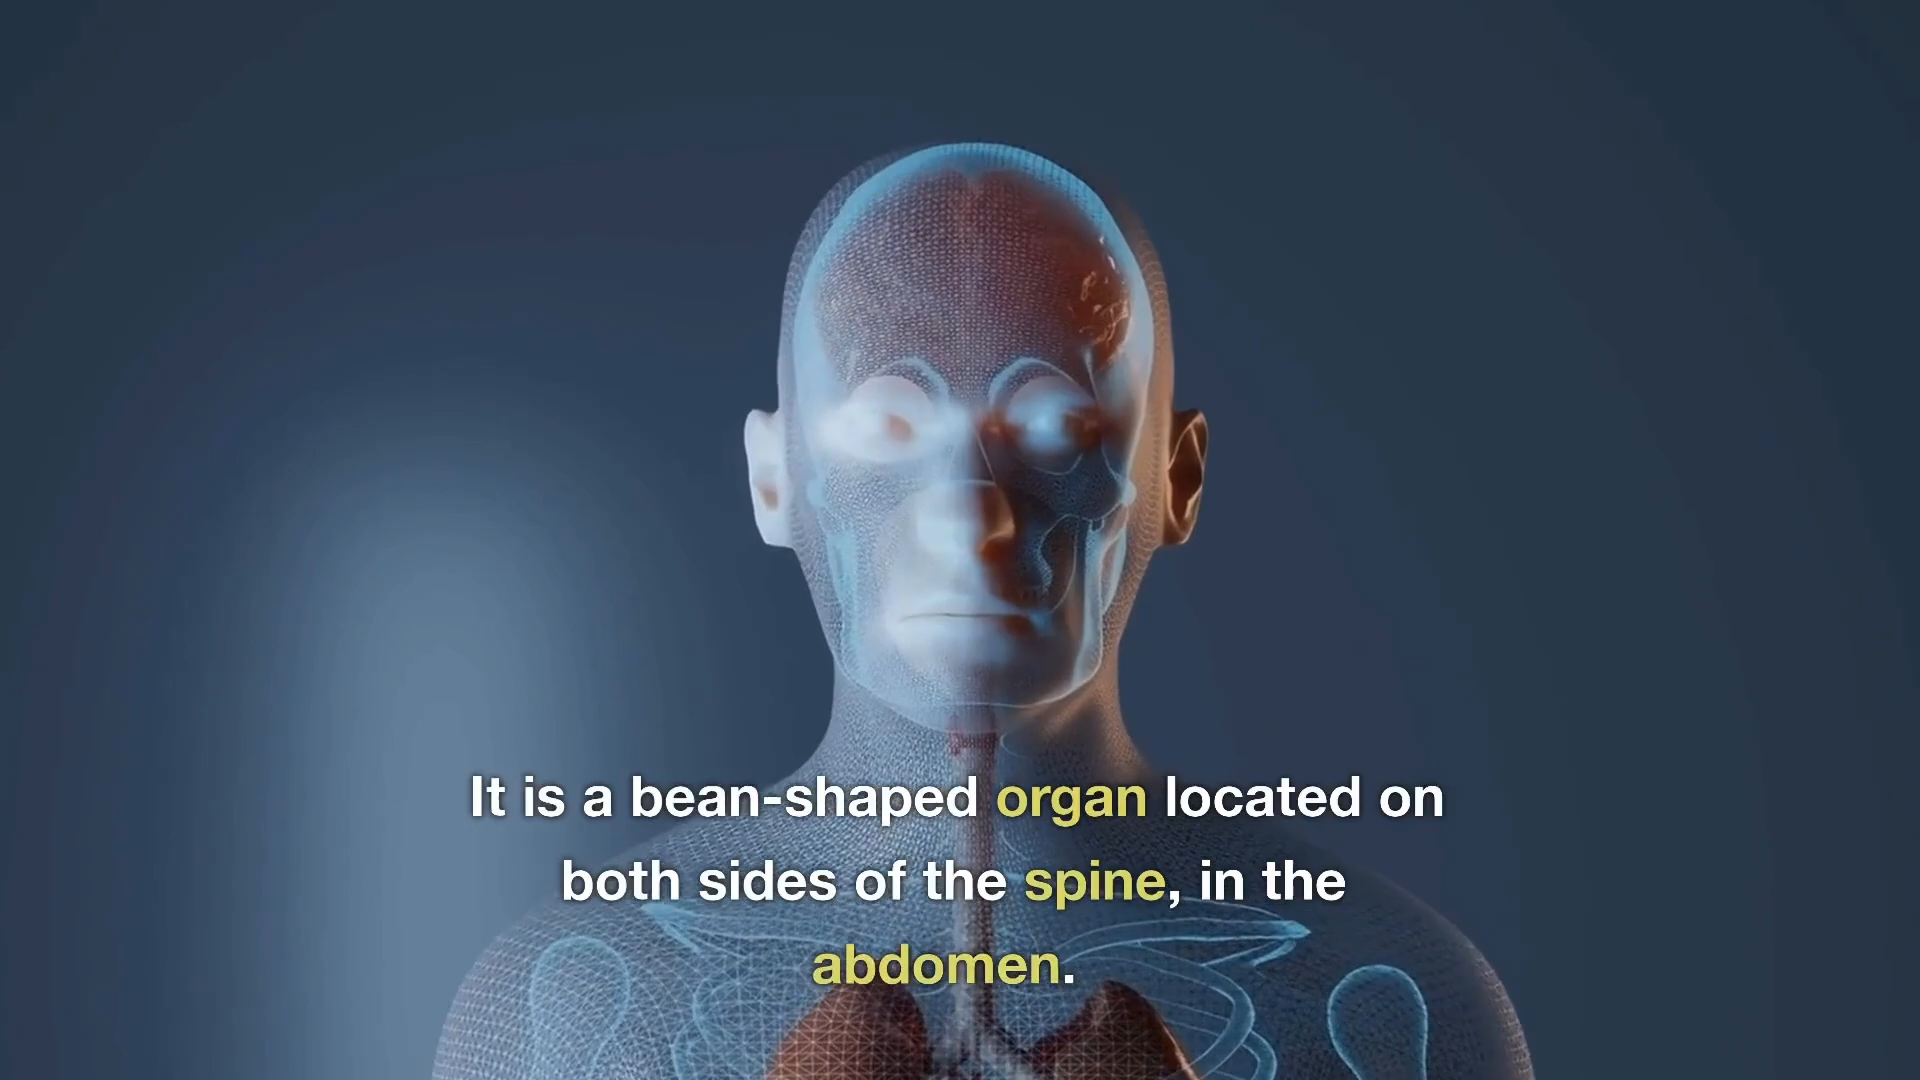 It is a bean-shaped organ located on
both sides of the spine, in the
abdomen.